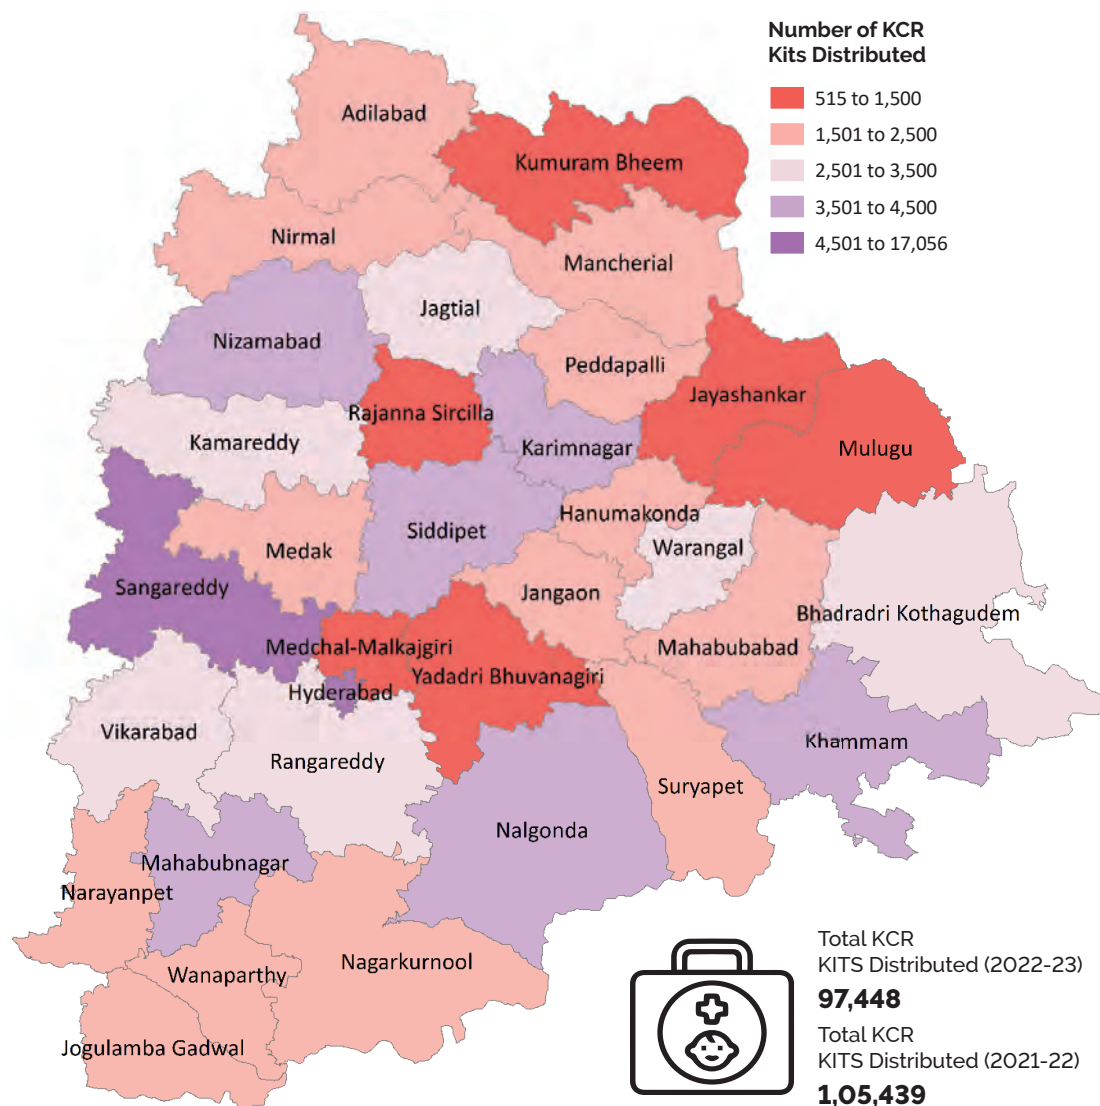 Number of KCR
Kits Distributed
515 to 1,500
1,501 to 2,500
2,501 to 3,500
3,501 to 4,500
4,501 to 17,056
Adilabad
Kumuram Bheem
Nirmal
Mancherial
Jagtial
Nizamabad
Peddapalli
Jayashankar
Rajanna Sircilla
Kamareddy
Karimnagar
Mulugu
Hanumakonda
Siddipet
Warangal
Medak
Sangareddy
Jangaon
Bhadradri Kothagudem
Medchal-Malkajgiri
Mahabubabad
Yadadri Bhuvanagiri
Hyderabad
Vikarabad
Khammam
Rangareddy
Suryapet
Nalgonda
Mahabubnagar
Narayanpet
Nagarkurnool
Wanaparthy
Jogulamba Gadwal
Total KCR
KITS Distributed (2022-23)
97,448
Total KCR
KITS Distributed (2021-22)
1,05,439